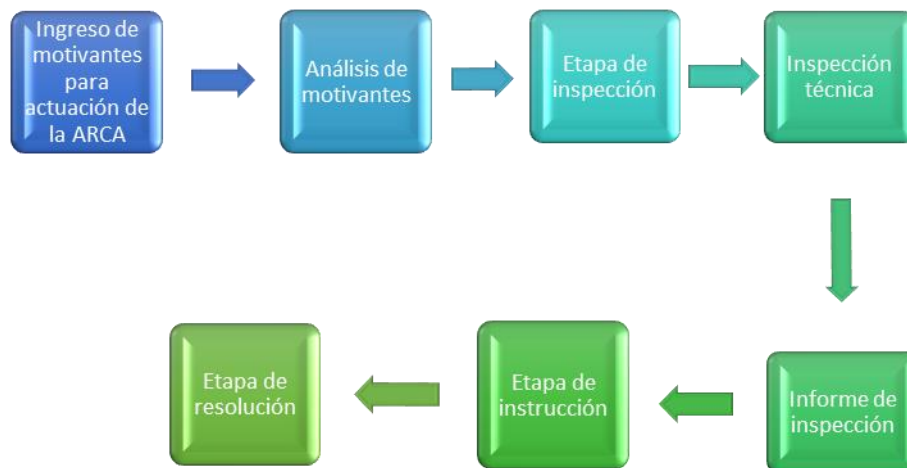 Ingreso de
motivantes
para
actuación de
la ARCA
Análisis de
motivantes
Etapa de
inspección
Inspección
técnica
Informe de
inspección
Etapa de
instrucción
Etapa de
resolución